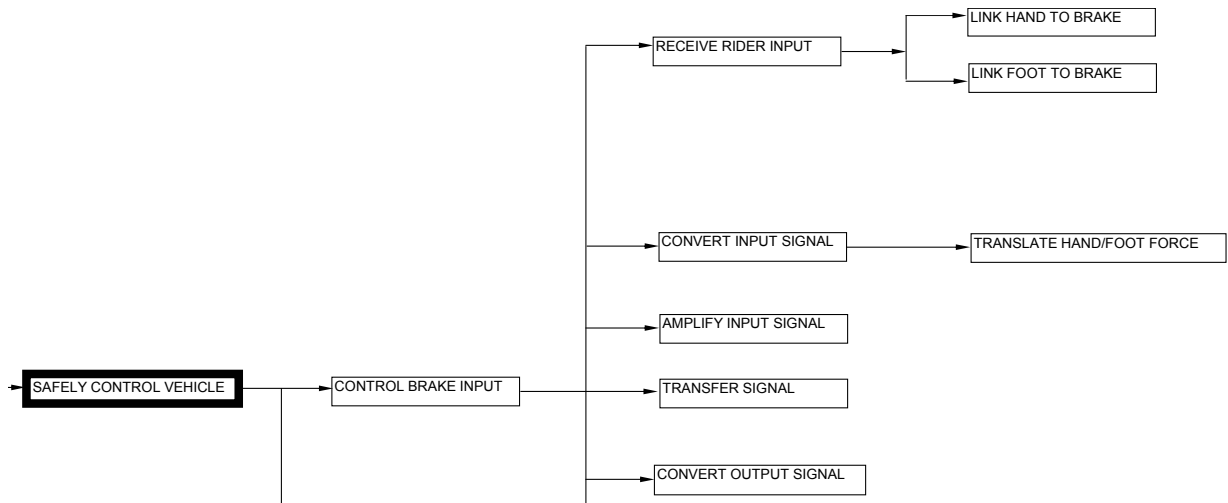 LINK HAND TO BRAKE
RECEIVE RIDER INPUT
LINK FOOT TO BRAKE
CONVERT INPUT SIGNAL
TRANSLATE HAND/FOOT FORCE
AMPLIFY INPUT SIGNAL
SAFELY CONTROL VEHICLE
CONTROL BRAKE INPUT
TRANSFER SIGNAL
CONVERT OUTPUT SIGNAL